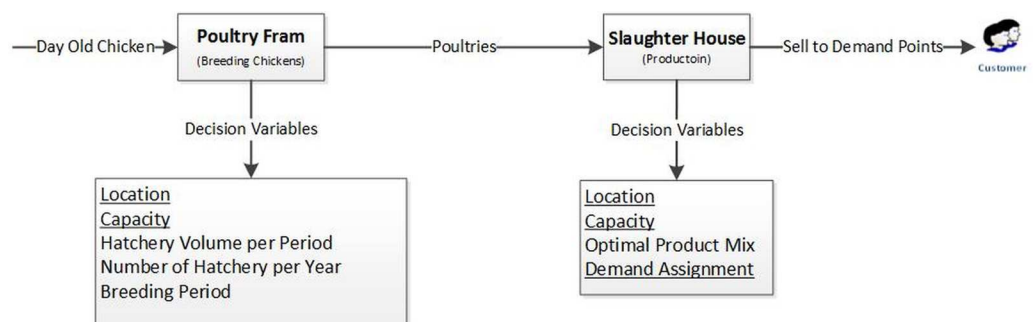 Day Old Chicken
Poultry Fram
(Breeding Chickens)
Poultries
Slaughter House
(Productoin)
Sell to Demand Points
Customer
Decision Variables
Decision Variables
Location
Capacity
Hatchery Volume per Period
Number of Hatchery per Year
Breeding Period
Location
Capacity
Optimal Product Mix
Demand Assignment